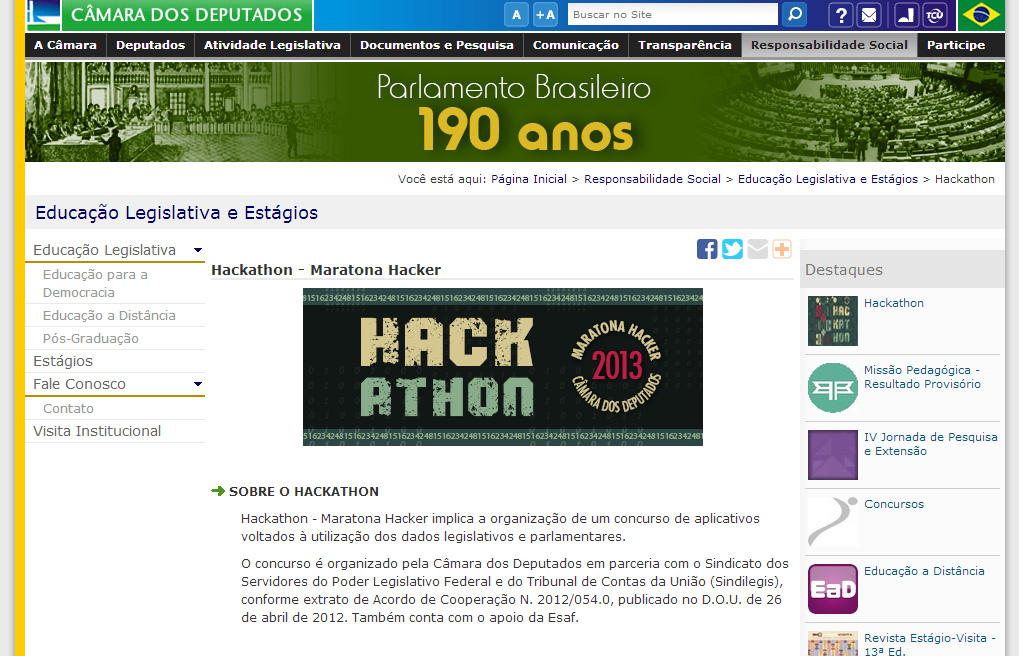 CÂMARA DOS DEPUTADOS
A +A Buscar no Site ? TCU
A Câmara Deputados Atividade Legislativa Documentos e Pesquisa Comunicação Transparência Responsabilidade Social Participe
Parlamento Brasileiro
190 anos
Você está aqui: Página Inicial > Responsabilidade Social > Educação Legislativa e Estágios > Hackathon
Educação Legislativa e Estágios
Educação Legislativa
Educação para a
Democracia
Educação a Distância
Pós-Graduação
Estágios
Fale Conosco
Contato
Visita Institucional
Hackathon - Maratona Hacker
HACK
ATHON
MARATONA HACKER
2013
CÂMARA DOS DEPUTADOS
SOBRE O HACKATHON
Hackathon - Maratona Hacker implica a organização de um concurso de aplicativos
voltados à utilização dos dados legislativos e parlamentares.
O concurso é organizado pela Câmara dos Deputados em parceria com o Sindicato dos
Servidores do Poder Legislativo Federal e do Tribunal de Contas da União (Sindilegis),
conforme extrato de Acordo de Cooperação N. 2012/054.0, publicado no D.O.U. de 26
de abril de 2012. Também conta com o apoio da Esaf.
Destaques
HAC
KAT
HON
Hackathon
Missão Pedagógica -
Resultado Provisório
IV Jornada de Pesquisa
e Extensão
Concursos
EaD
Educação a Distância
Revista Estágio-Visita -
13ª Ed.